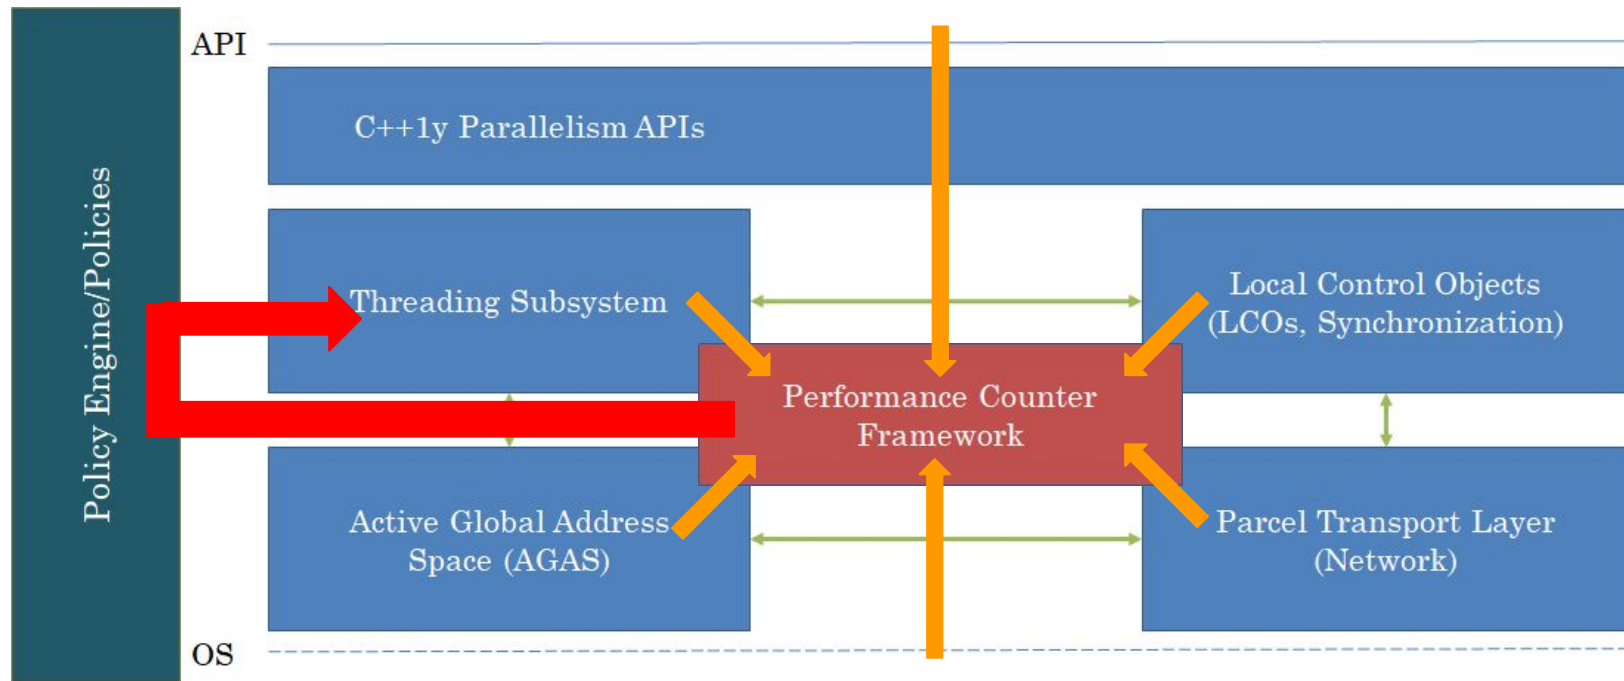 Policy Engine/Policies
API
C++1y Parallelism APIs
Threading Subsystem
Local Control Objects
(LCOs, Synchronization)
Performance Counter
Framework
Active Global Address
Space (AGAS)
Parcel Transport Layer
(Network)
OS